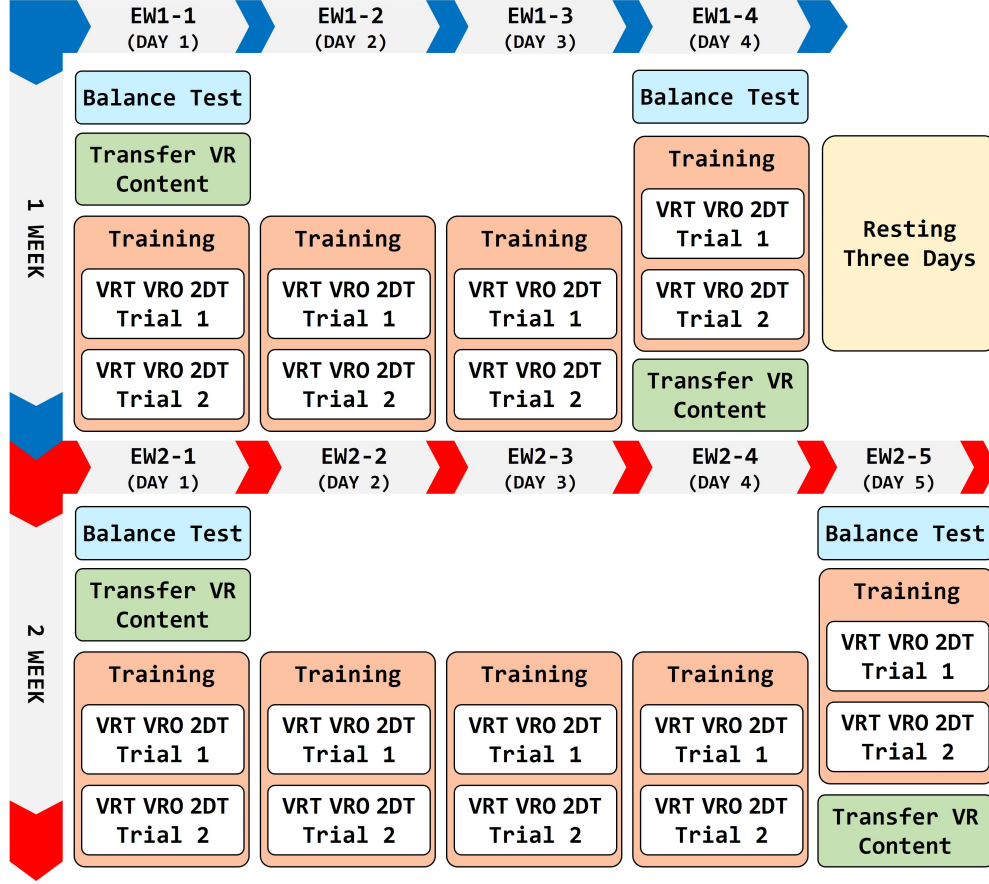 EW1-1
(DAY 1)
EW1-2
(DAY 2)
EW1-3
(DAY 3)
EW1-4
(DAY 4)
1 WEEK
Balance Test
Transfer VR
Content
Training
VRT VRO 2DT
Trial 1
VRT VRO 2DT
Trial 2
Training
VRT VRO 2DT
Trial 1
VRT VRO 2DT
Trial 2
Training
VRT VRO 2DT
Trial 1
VRT VRO 2DT
Trial 2
Balance Test
Training
VRT VRO 2DT
Trial 1
VRT VRO 2DT
Trial 2
Transfer VR
Content
Resting
Three Days
EW2-1
(DAY 1)
EW2-2
(DAY 2)
EW2-3
(DAY 3)
EW2-4
(DAY 4)
EW2-5
(DAY 5)
2 WEEK
Balance Test
Transfer VR
Content
Training
VRT VRO 2DT
Trial 1
VRT VRO 2DT
Trial 2
Training
VRT VRO 2DT
Trial 1
VRT VRO 2DT
Trial 2
Training
VRT VRO 2DT
Trial 1
VRT VRO 2DT
Trial 2
Training
VRT VRO 2DT
Trial 1
VRT VRO 2DT
Trial 2
Balance Test
Training
VRT VRO 2DT
Trial 1
VRT VRO 2DT
Trial 2
Transfer VR
Content